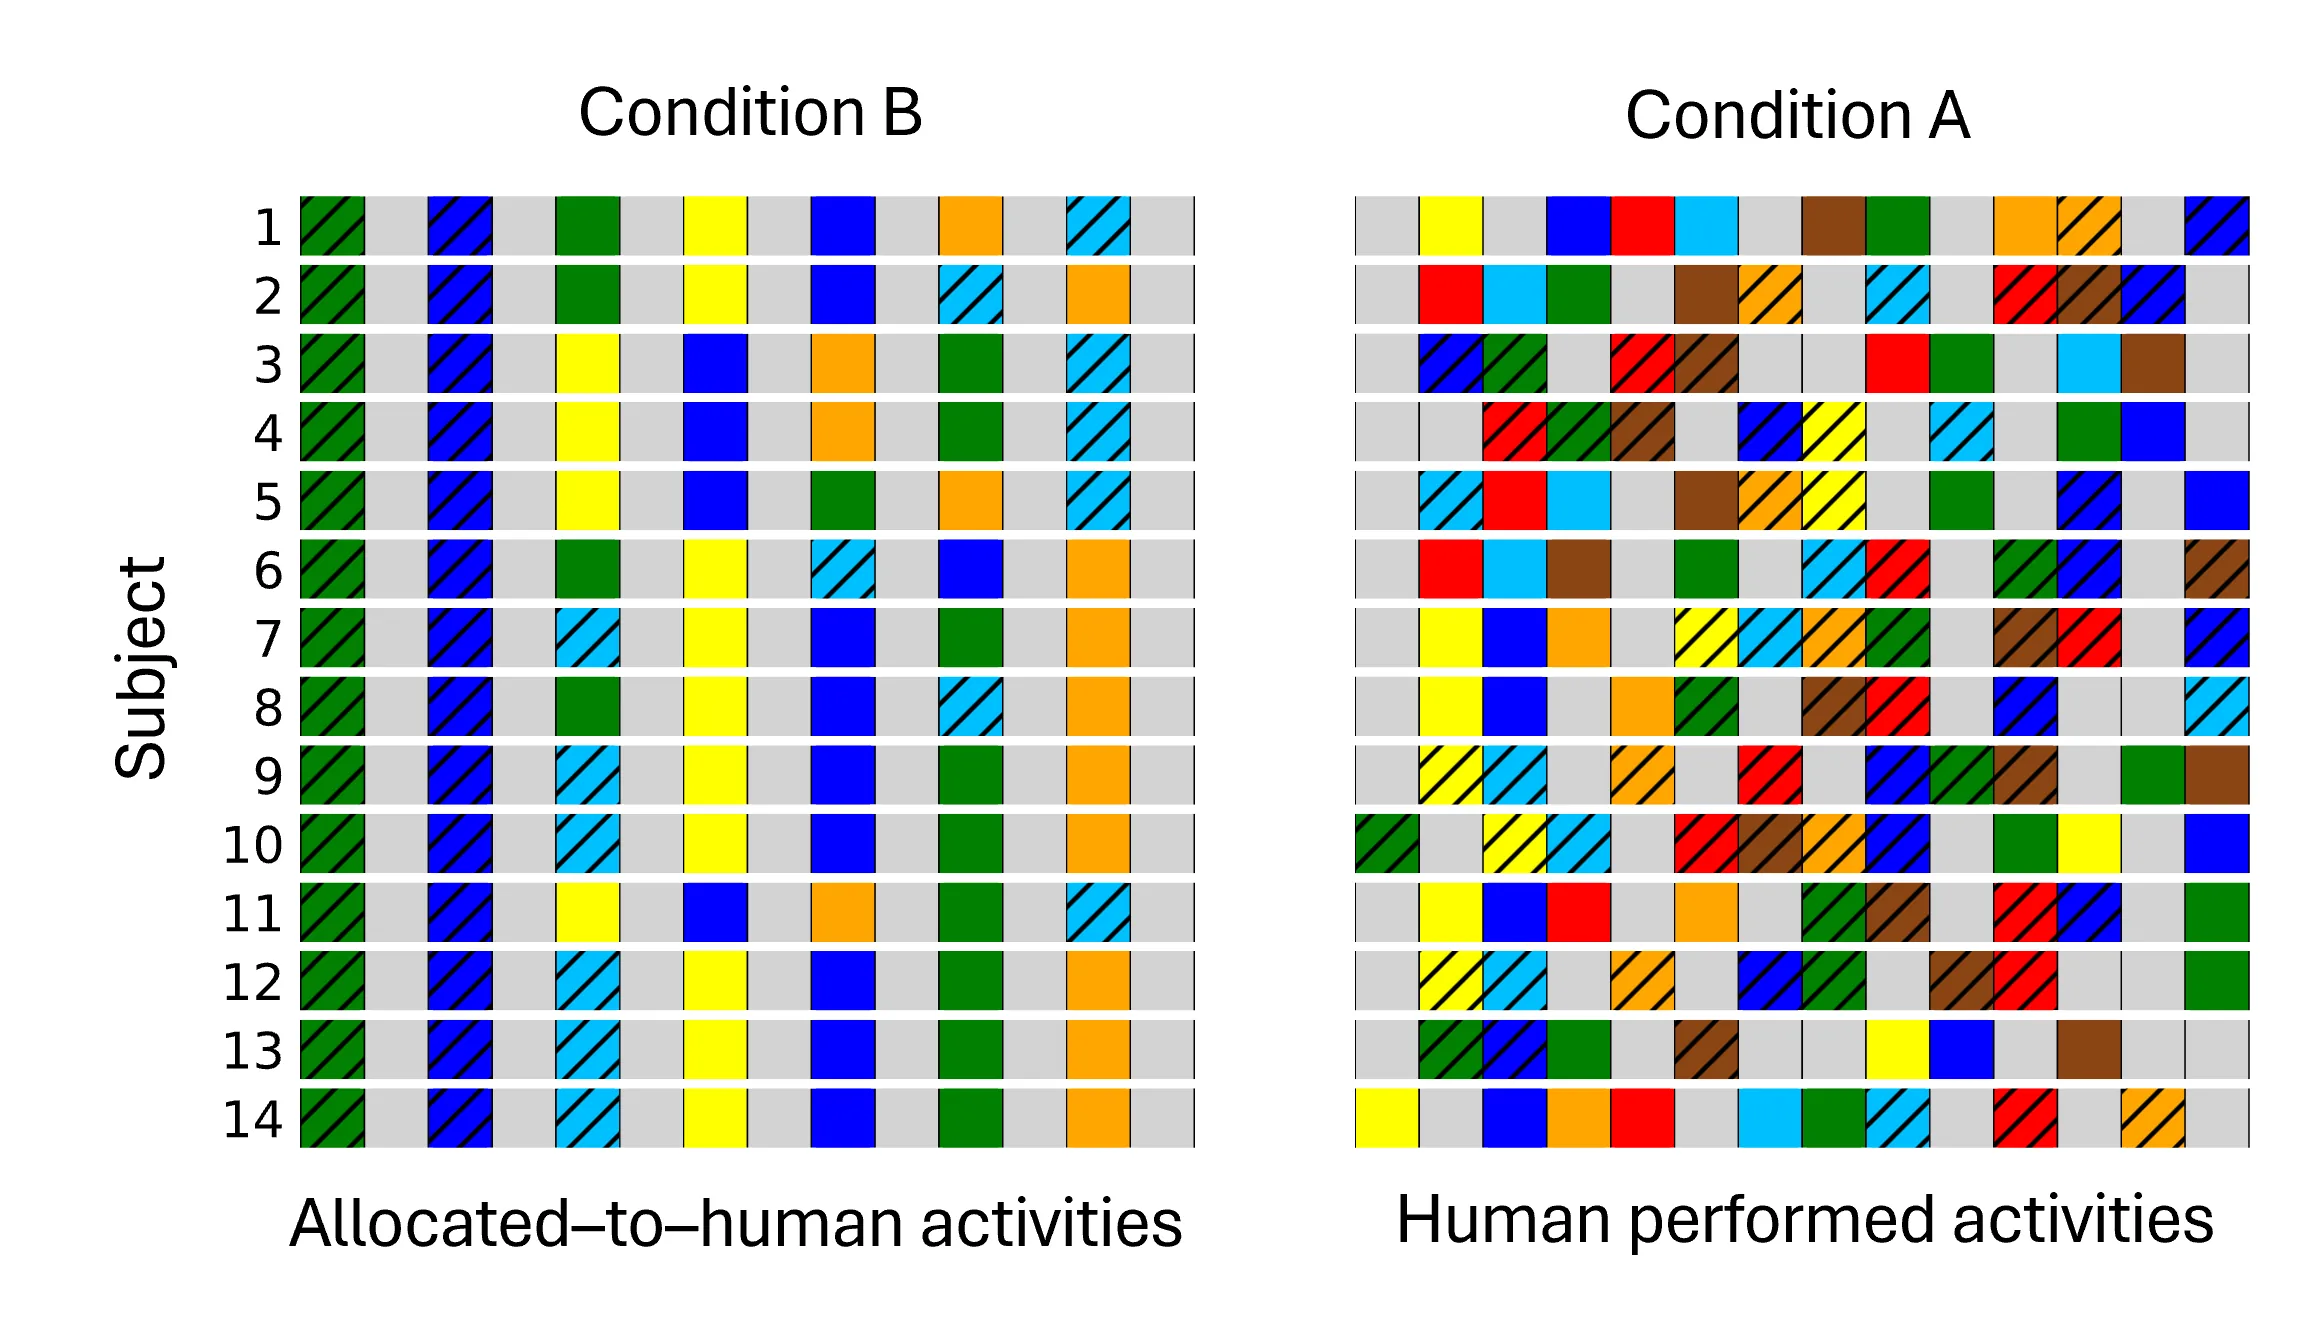 Condition B
Condition A
Subject
1
2
3
4
5
6
7
8
9
10
11
12
13
14
Allocated–to–human activities
Human performed activities